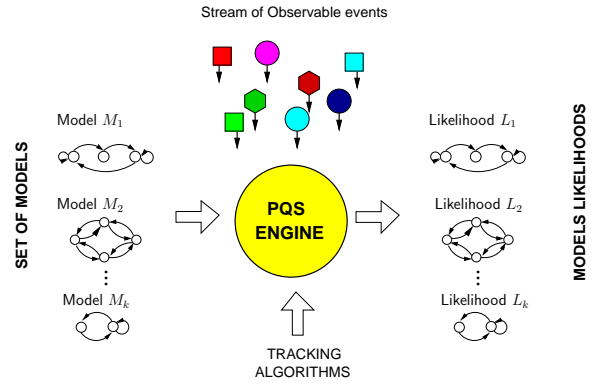 Stream of Observable events
SET OF MODELS
Model M₁
Model M₂
⋮
Model Mₖ
PQS
ENGINE
TRACKING
ALGORITHMS
Likelihood L₁
Likelihood L₂
⋮
Likelihood Lₖ
MODELS LIKELIHOODS